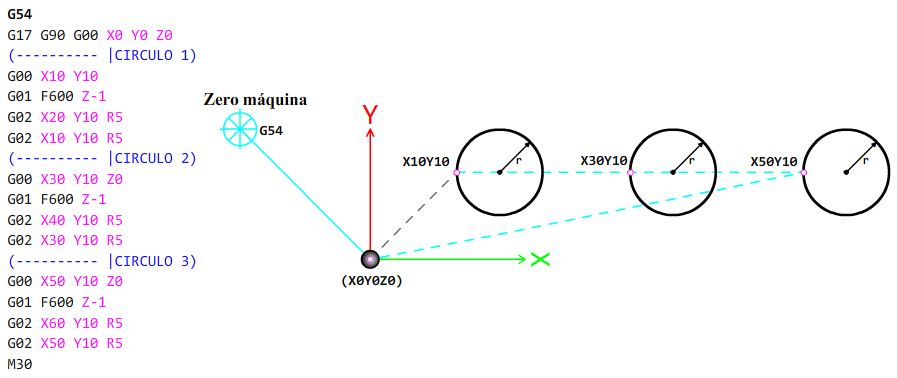 G54
G17 G90 G00 X0 Y0 Z0
(---------- |CIRCULO 1)
G00 X10 Y10
G01 F600 Z-1
G02 X20 Y10 R5
G02 X10 Y10 R5
(---------- |CIRCULO 2)
G00 X30 Y10 Z0
G01 F600 Z-1
G02 X40 Y10 R5
G02 X30 Y10 R5
(---------- |CIRCULO 3)
G00 X50 Y10 Z0
G01 F600 Z-1
G02 X60 Y10 R5
G02 X50 Y10 R5
M30
Zero máquina
G54
Y
X10Y10
r
X30Y10
r
X50Y10
r
X
(X0Y0Z0)